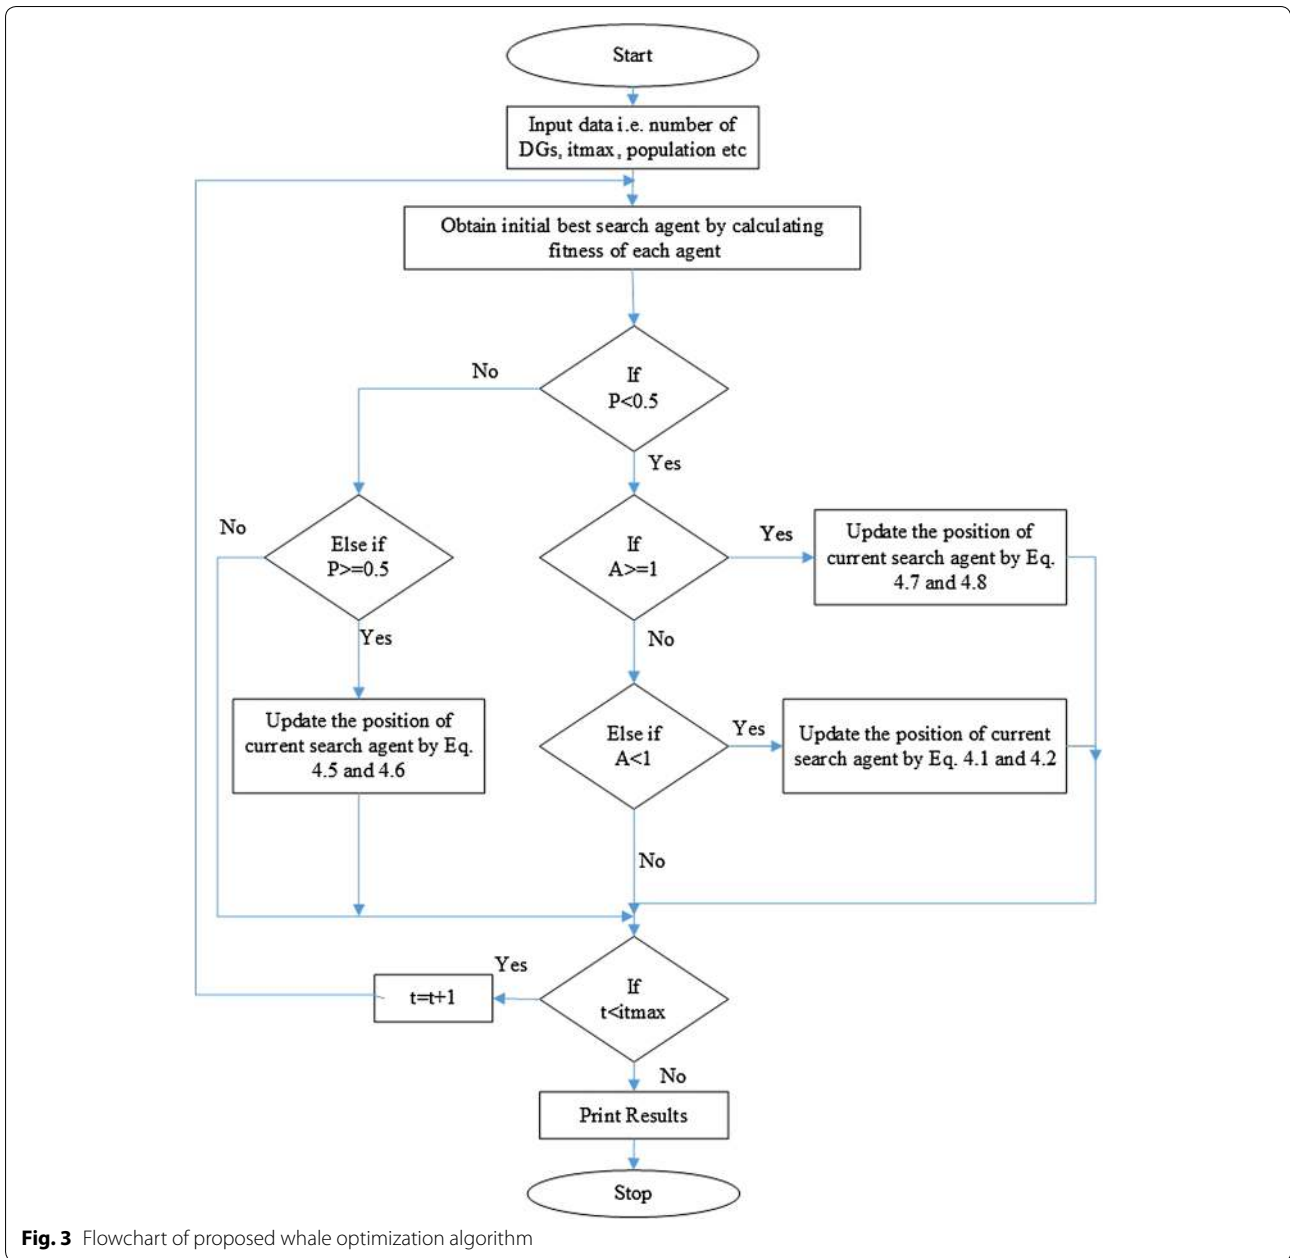 Start
Input data i.e. number of
DGs, itmax, population etc
Obtain initial best search agent by calculating
fitness of each agent
If
P<0.5
No
Yes
No
Else if
P>=0.5
Yes
If
A>=1
Yes
Update the position of
current search agent by Eq.
4.7 and 4.8
No
Update the position of
current search agent by Eq.
4.5 and 4.6
Else if
A<1
Yes
Update the position of current
search agent by Eq. 4.1 and 4.2
No
If
t<itmax
Yes
t=t+1
No
Print Results
Stop
Fig. 3 Flowchart of proposed whale optimization algorithm